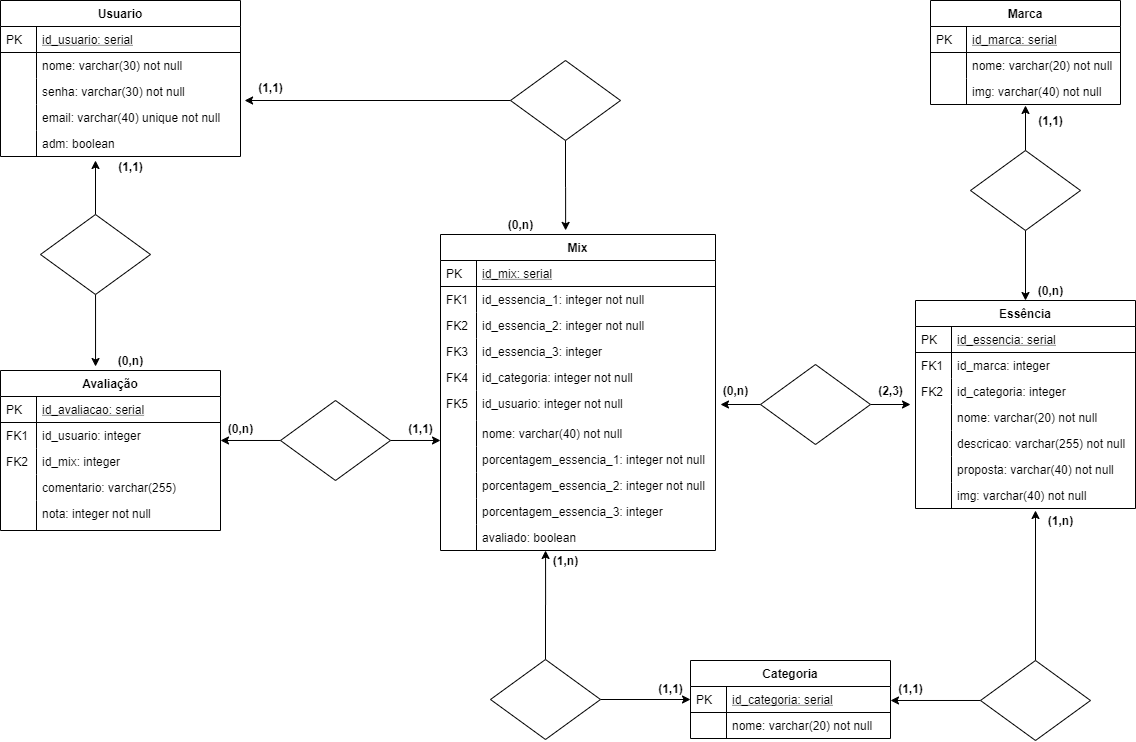 Usuario
PK id_usuario: serial
nome: varchar(30) not null
senha: varchar(30) not null
email: varchar(40) unique not null
adm: boolean
(1,1)
(1,1)
(0,n)
Marca
PK id_marca: serial
nome: varchar(20) not null
img: varchar(40) not null
(1,1)
(0,n)
Mix
PK id_mix: serial
FK1 id_essencia_1: integer not null
FK2 id_essencia_2: integer not null
FK3 id_essencia_3: integer
FK4 id_categoria: integer not null
FK5 id_usuario: integer not null
nome: varchar(40) not null
porcentagem_essencia_1: integer not null
porcentagem_essencia_2: integer not null
porcentagem_essencia_3: integer
avaliado: boolean
(1,n)
Essência
PK id_essencia: serial
FK1 id_marca: integer
FK2 id_categoria: integer
nome: varchar(20) not null
descricao: varchar(255) not null
proposta: varchar(40) not null
img: varchar(40) not null
(1,n)
(0,n)
(2,3)
(0,n)
Avaliação
PK id_avaliacao: serial
FK1 id_usuario: integer
FK2 id_mix: integer
comentario: varchar(255)
nota: integer not null
(0,n)
(1,1)
Categoria
PK id_categoria: serial
nome: varchar(20) not null
(1,1)
(1,1)